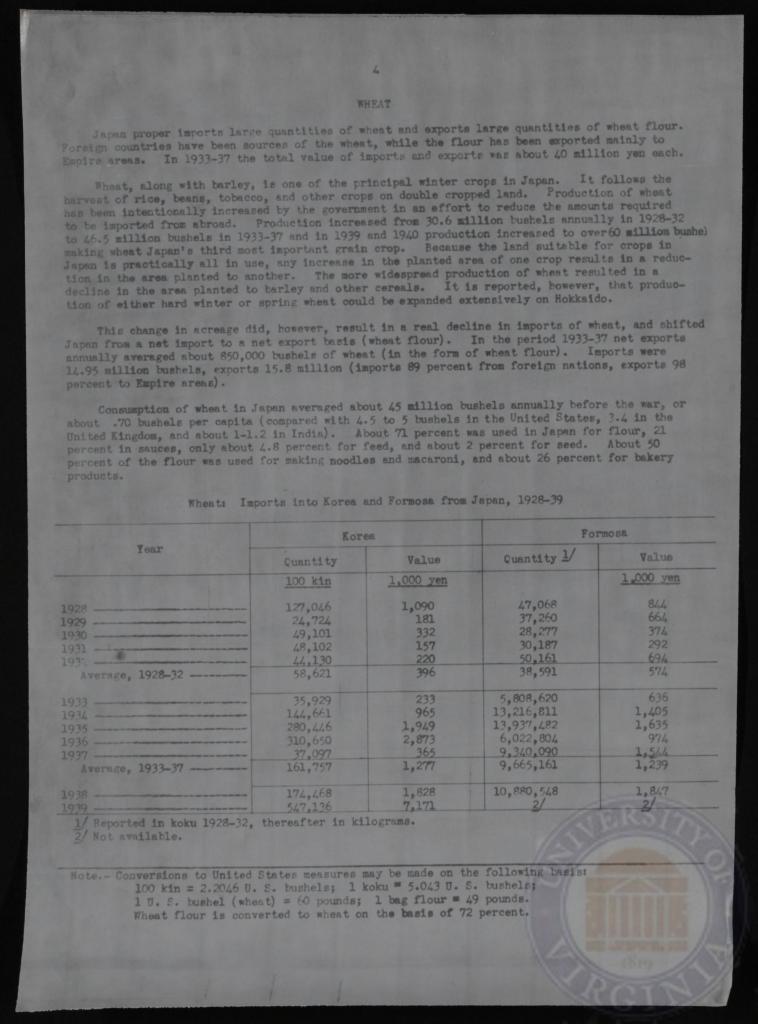 4
WHEAT
Japan proper imports large quantities of wheat and exports large quantities of wheat flour.
Foreign countries have been sources of the wheat, while the flour has been exported mainly to
Empire areas. In 1933-37 the total value of imports and exports was about 40 million yen each.
Wheat, along with barley, is one of the principal winter crops in Japan. It follows the
harvest of rice, beans, tobacco, and other crops on double cropped land. Production of wheat
has been intentionally increased by the government in an effort to reduce the amounts required
to be imported from abroad. Production increased from 30.6 million bushels annually in 1928-32
to 46.5 million bushels in 1933-37 and in 1939 and 1940 production increased to over 60 million bushel
making wheat Japan's third most important grain crop. Because the land suitable for crops in
Japan is practically all in use, any increase in the planted area of one crop results in a reduc-
tion in the area planted to another. The more widespread production of wheat resulted in a
decline in the area planted to barley and other cereals. It is reported, however, that produc-
tion of either hard winter or spring wheat could be expanded extensively on Hokkaido.
This change in acreage did, however, result in a real decline in imports of wheat, and shifted
Japan from a net import to a net export basis (wheat flour). In the period 1933-37 net exports
annually averaged about 850,000 bushels of wheat (in the form of wheat flour). Imports were
14.95 million bushels, exports 15.8 million (imports 89 percent from foreign nations, exports 98
percent to Empire areas).
Consumption of wheat in Japan averaged about 45 million bushels annually before the war, or
about .70 bushels per capita (compared with 4.5 to 5 bushels in the United States, 3.4 in the
United Kingdom, and about 1-1.2 in India). About 71 percent was used in Japan for flour, 21
percent in sauces, only about 4.8 percent for feed, and about 2 percent for seed. About 50
percent of the flour was used for making noodles and macaroni, and about 26 percent for bakery
products.
Wheat: Imports into Korea and Formosa from Japan, 1928-39
Year Korea Formosa
Quantity Value Quantity 1/ Value
100 kin 1,000 yen 1,000 yen
1928 127,046 1,090 47,068 844
1929 24,724 181 37,260 664
1930 49,101 332 28,277 374
1931 48,102 157 30,187 292
193 44,130 220 50,161 694
Average, 1928-32 58,621 396 38,591 574
1933 35,929 233 5,808,620 636
1934 144,661 965 13,216,811 1,405
1935 280,446 1,949 13,937,482 1,635
1936 310,650 2,873 6,022,804 974
1937 37,097 365 9,340,090 1,544
Average, 1933-37 161,757 1,277 9,665,161 1,239
1938 174,468 1,828 10,880,548 1,847
1939 547,136 7,171 2/ 2/
1/ Reported in koku 1928-32, thereafter in kilograms.
2/ Not available.
Note.- Conversions to United States measures may be made on the following basis:
100 kin = 2.2046 U. S. bushels; 1 koku = 5.043 U. S. bushels;
1 U. S. bushel (wheat) = 60 pounds; 1 bag flour = 49 pounds.
Wheat flour is converted to wheat on the basis of 72 percent.
UNIVERSITY OF VIRGINIA
1819